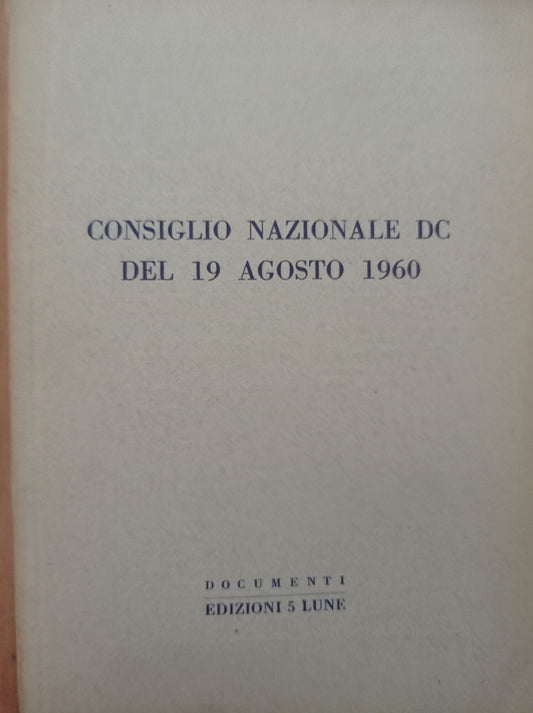 CONSIGLIO NAZIONALE DC
DEL 19 AGOSTO 1960
DOCUMENTI
EDIZIONI 5 LUNE